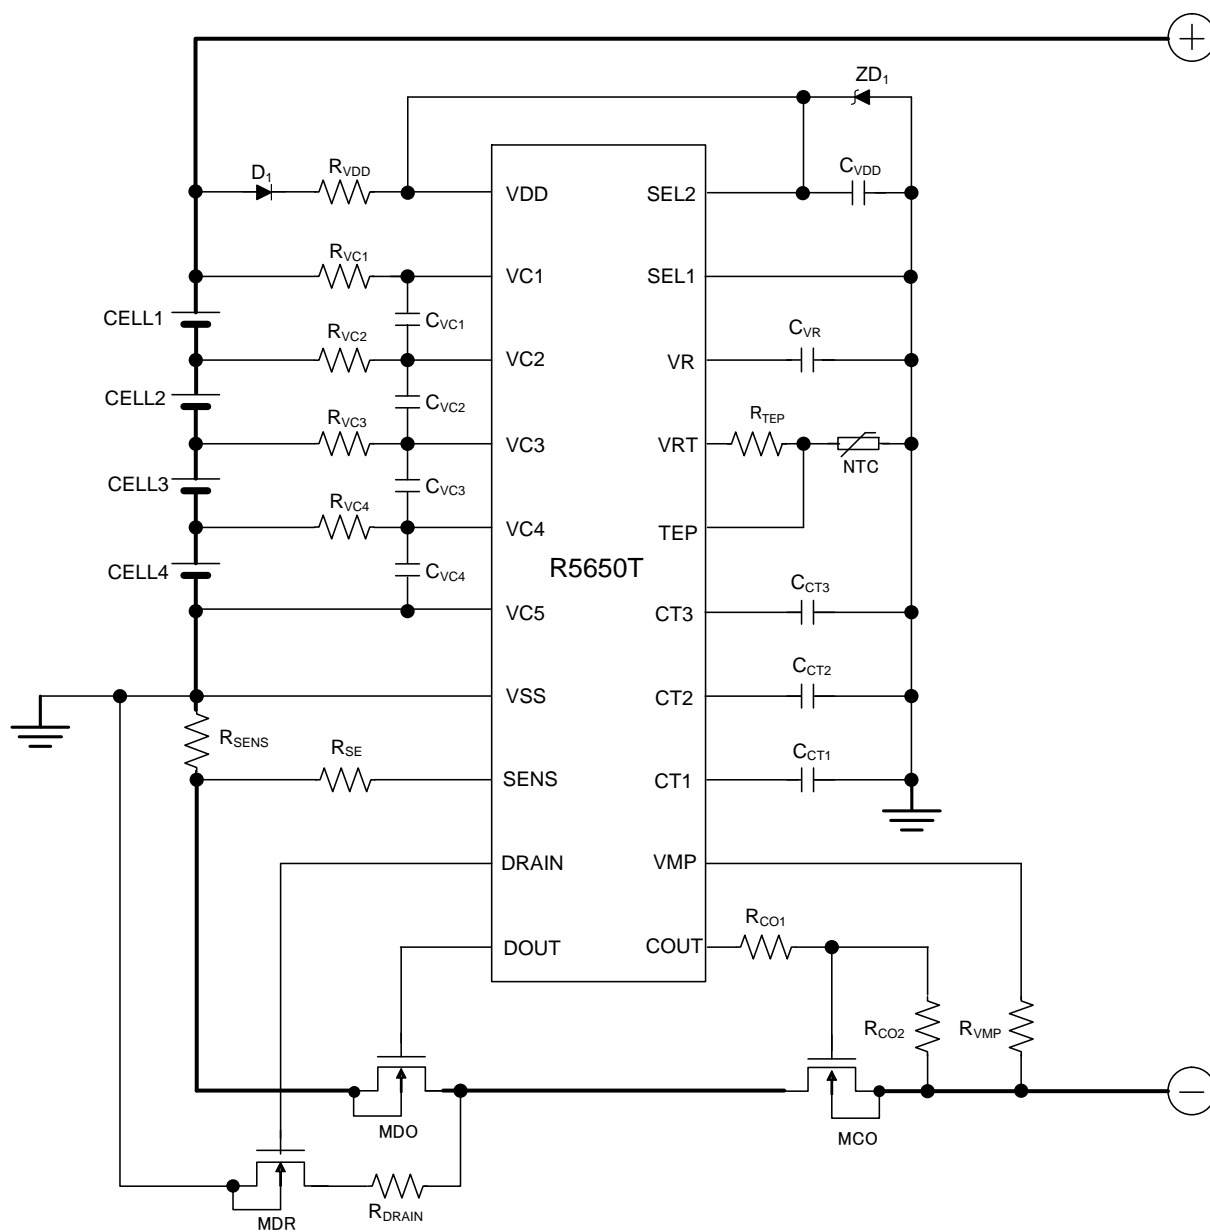 +
ZD1
D1
RVDD
CVDD
VDD
SEL2
RVC1
VC1
SEL1
CELL1
CVC1
RVC2
VC2
CVR
VR
CELL2
CVC2
RVC3
VC3
RTEP
VRT
NTC
CELL3
CVC3
RVC4
VC4
TEP
R5650T
CELL4
CVC4
CCT3
VC5
CT3
CCT2
VSS
CT2
RSENS
RSE
CCT1
SENS
CT1
DRAIN
VMP
RCO1
DOUT
COUT
RCO2
RVMP
−
MDO
MCO
RDRAIN
MDR